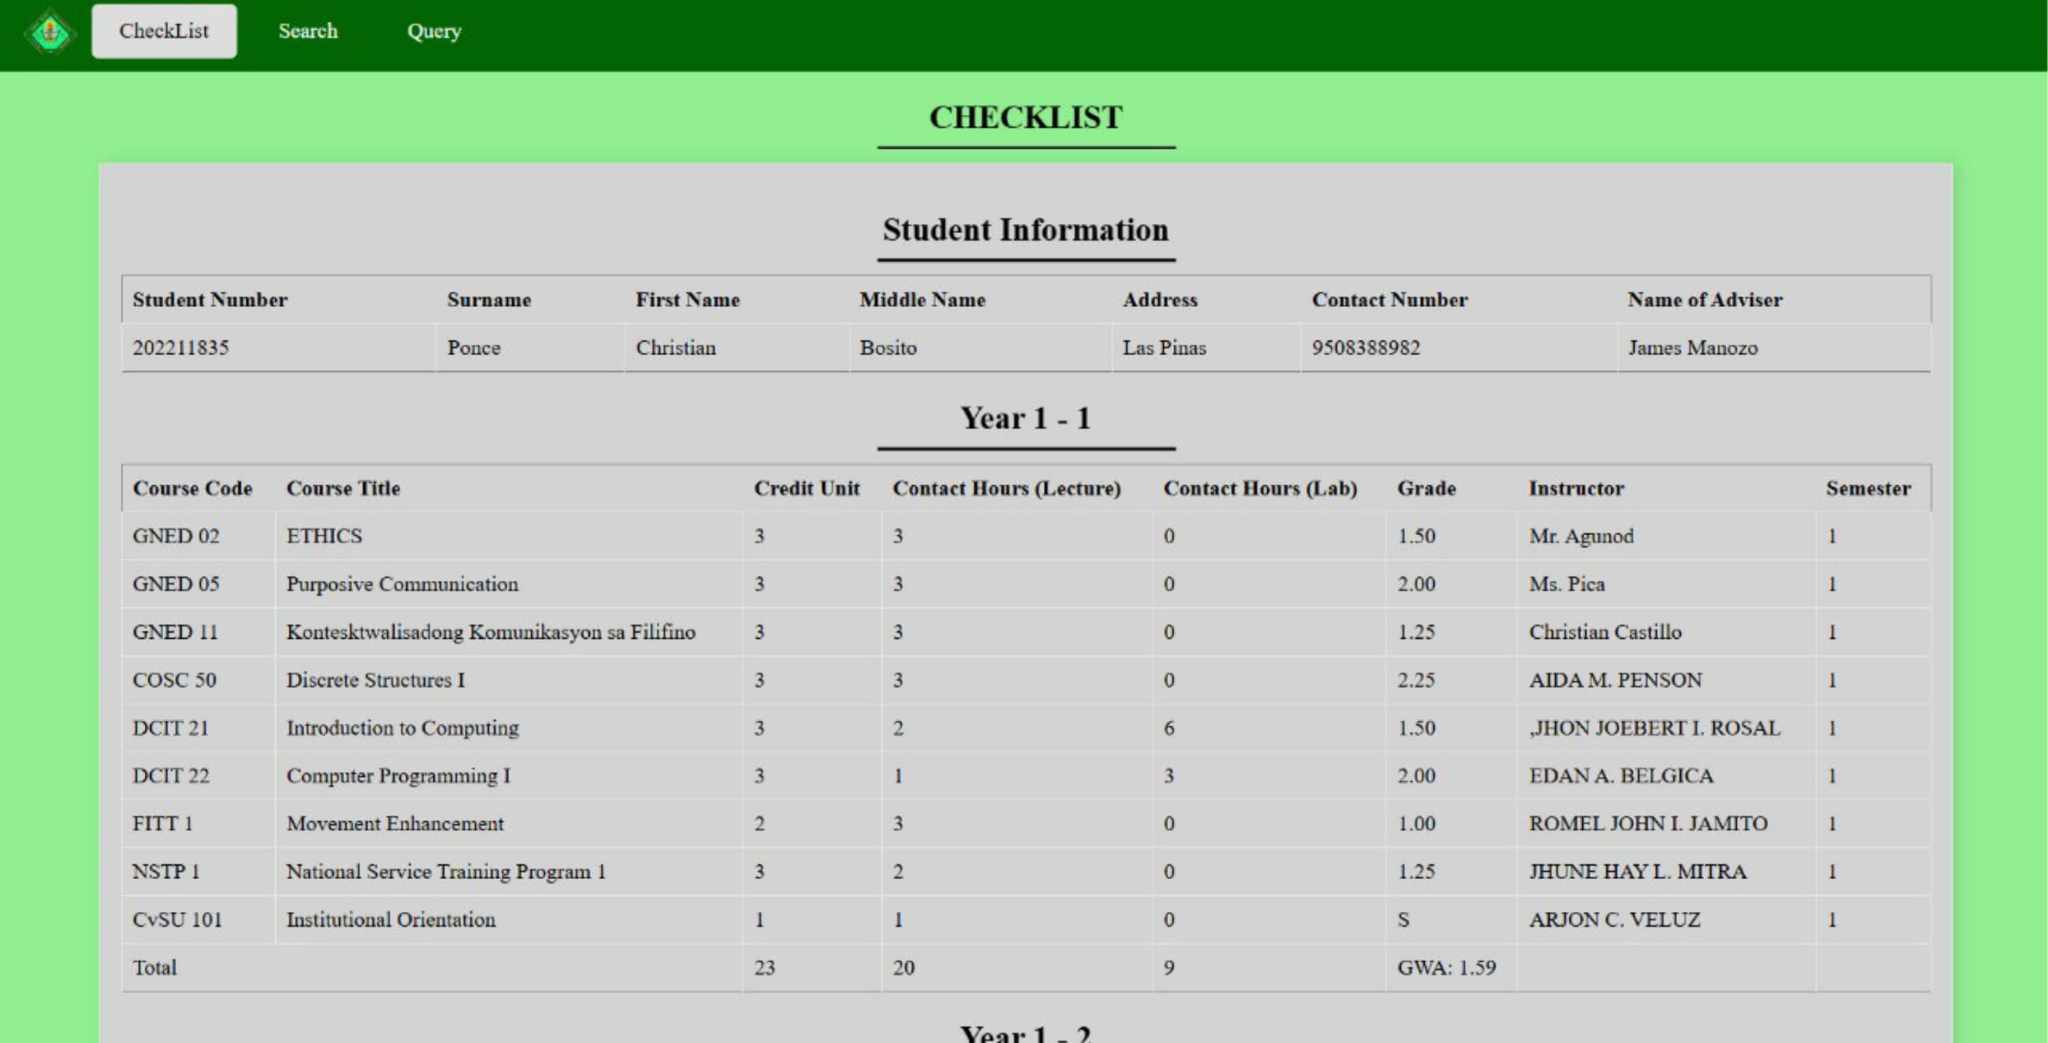 CheckList Search Query
CHECKLIST
Student Information
Student Number Surname First Name Middle Name Address Contact Number Name of Adviser
202211835 Ponce Christian Bosito Las Pinas 9508388982 James Manozo
Year 1 - 1
Course Code Course Title Credit Unit Contact Hours (Lecture) Contact Hours (Lab) Grade Instructor Semester
GNED 02 ETHICS 3 3 0 1.50 Mr. Agunod 1
GNED 05 Purposive Communication 3 3 0 2.00 Ms. Pica 1
GNED 11 Kontesktwalisadong Komunikasyon sa Filifino 3 3 0 1.25 Christian Castillo 1
COSC 50 Discrete Structures I 3 3 0 2.25 AIDA M. PENSON 1
DCIT 21 Introduction to Computing 3 2 6 1.50 ,JHON JOEBERT I. ROSAL 1
DCIT 22 Computer Programming I 3 1 3 2.00 EDAN A. BELGICA 1
FITT 1 Movement Enhancement 2 3 0 1.00 ROMEL JOHN I. JAMITO 1
NSTP 1 National Service Training Program 1 3 2 0 1.25 JHUNE HAY L. MITRA 1
CvSU 101 Institutional Orientation 1 1 0 S ARJON C. VELUZ 1
Total 23 20 9 GWA: 1.59
Year 1 - 2